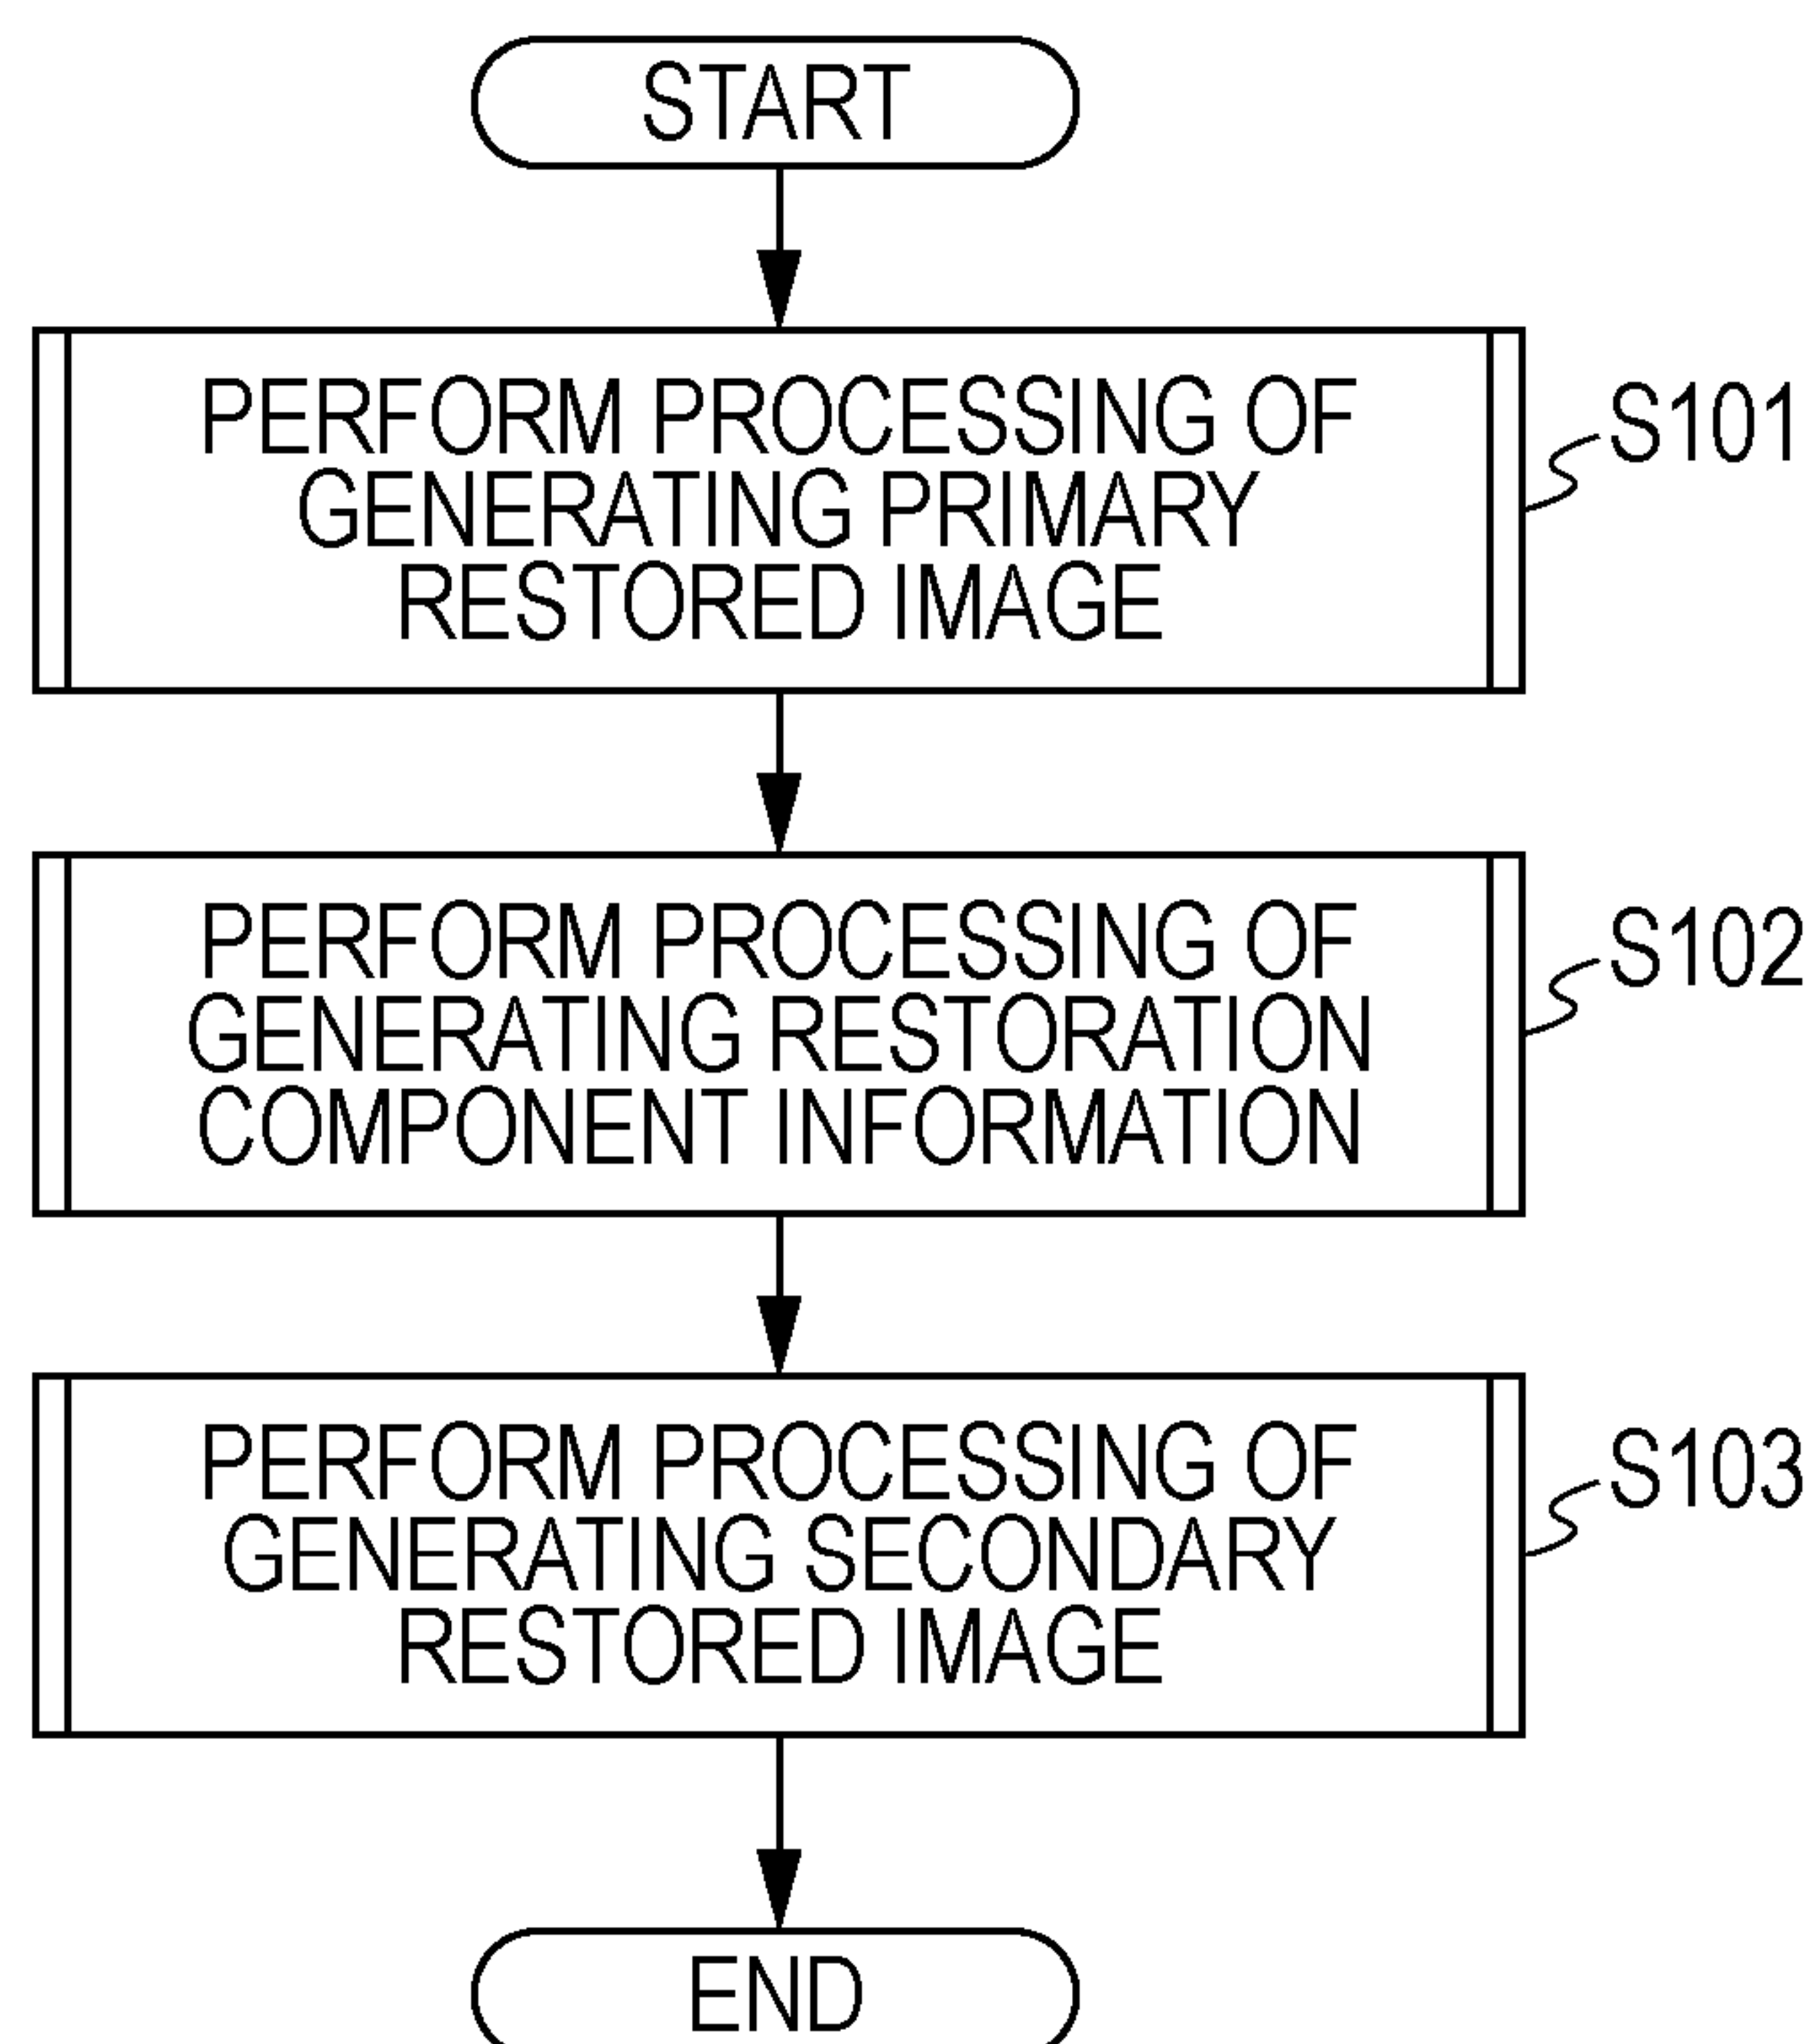 START
PERFORM PROCESSING OF
GENERATING PRIMARY
RESTORED IMAGE
S101
PERFORM PROCESSING OF
GENERATING RESTORATION
COMPONENT INFORMATION
S102
PERFORM PROCESSING OF
GENERATING SECONDARY
RESTORED IMAGE
S103
END